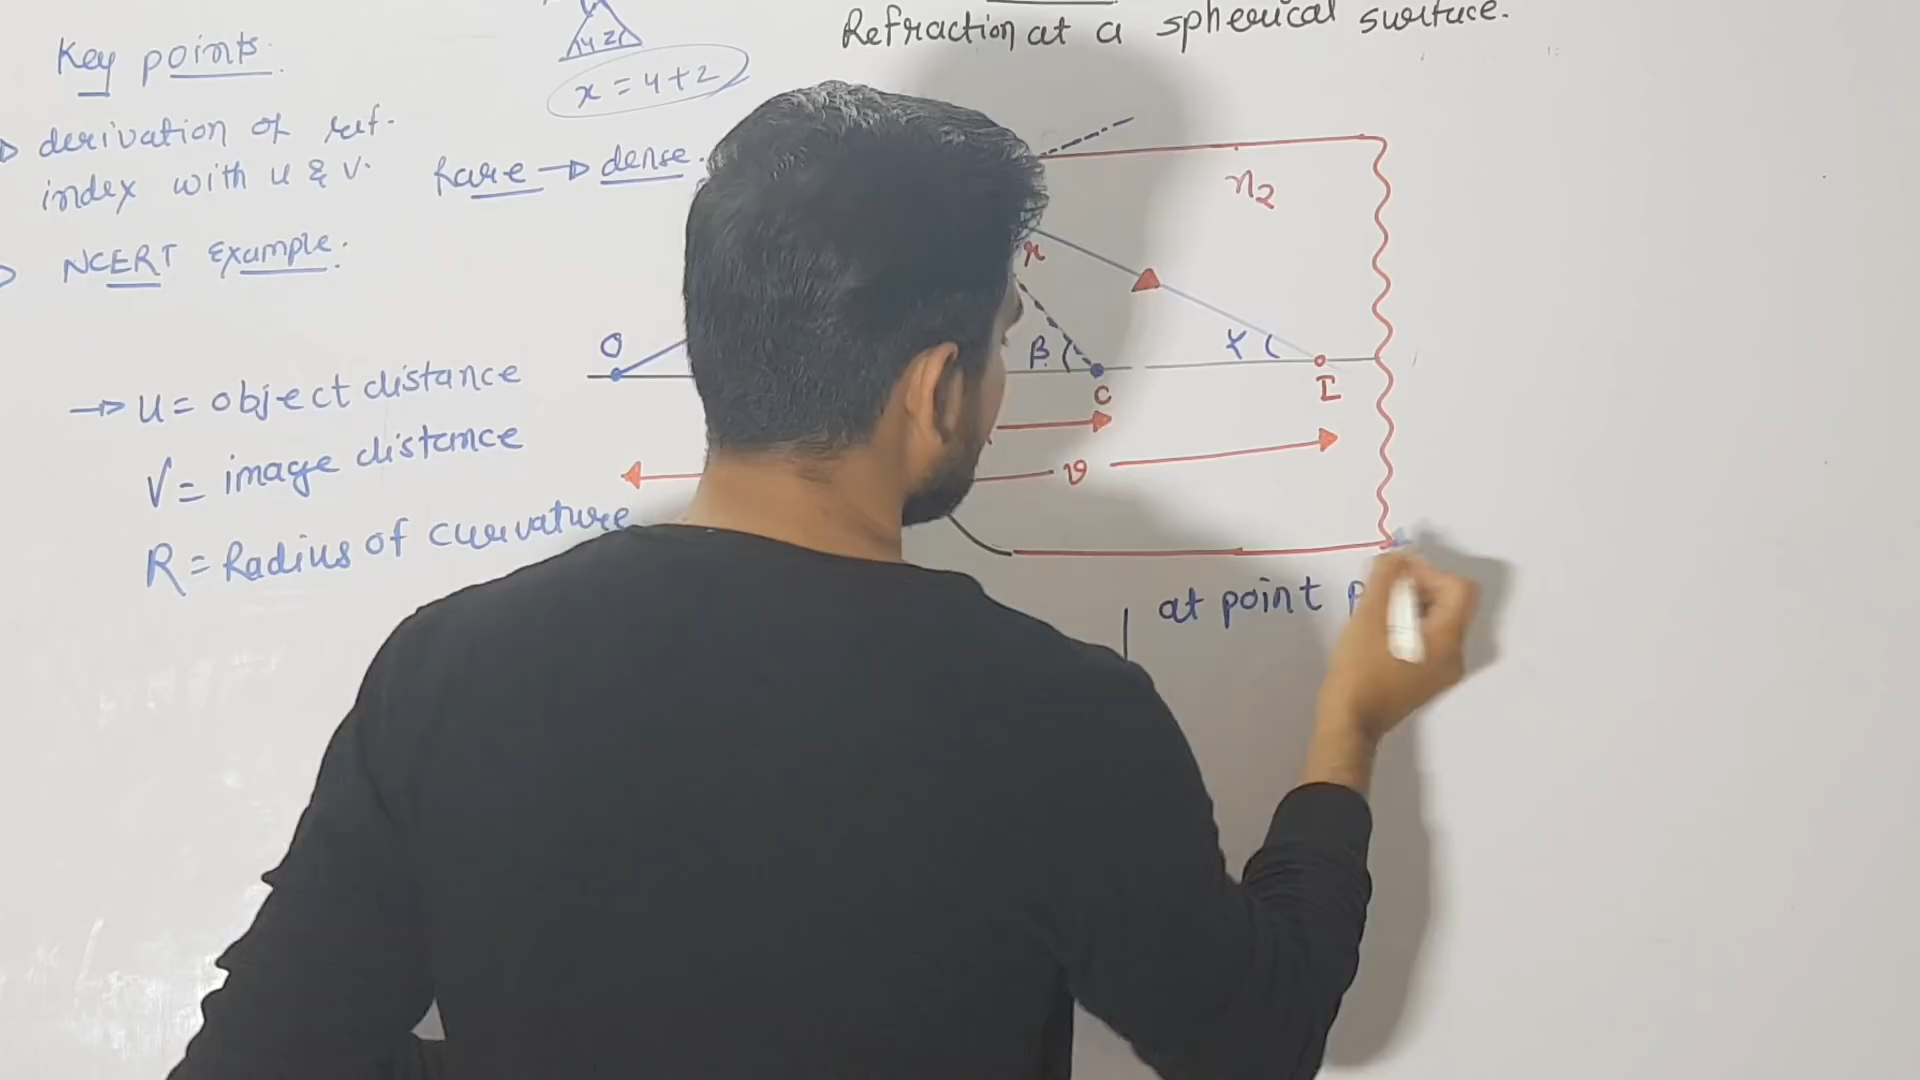 Refraction at a spherical surface.
Key points.
y z
x = y + z
derivation of ref.
index with u & v.
Rare → dense.
NCERT Example.
n2
r
O
β
γ
C
I
v
→ u = object distance
V = image distance
R = Radius of curvature
at point P